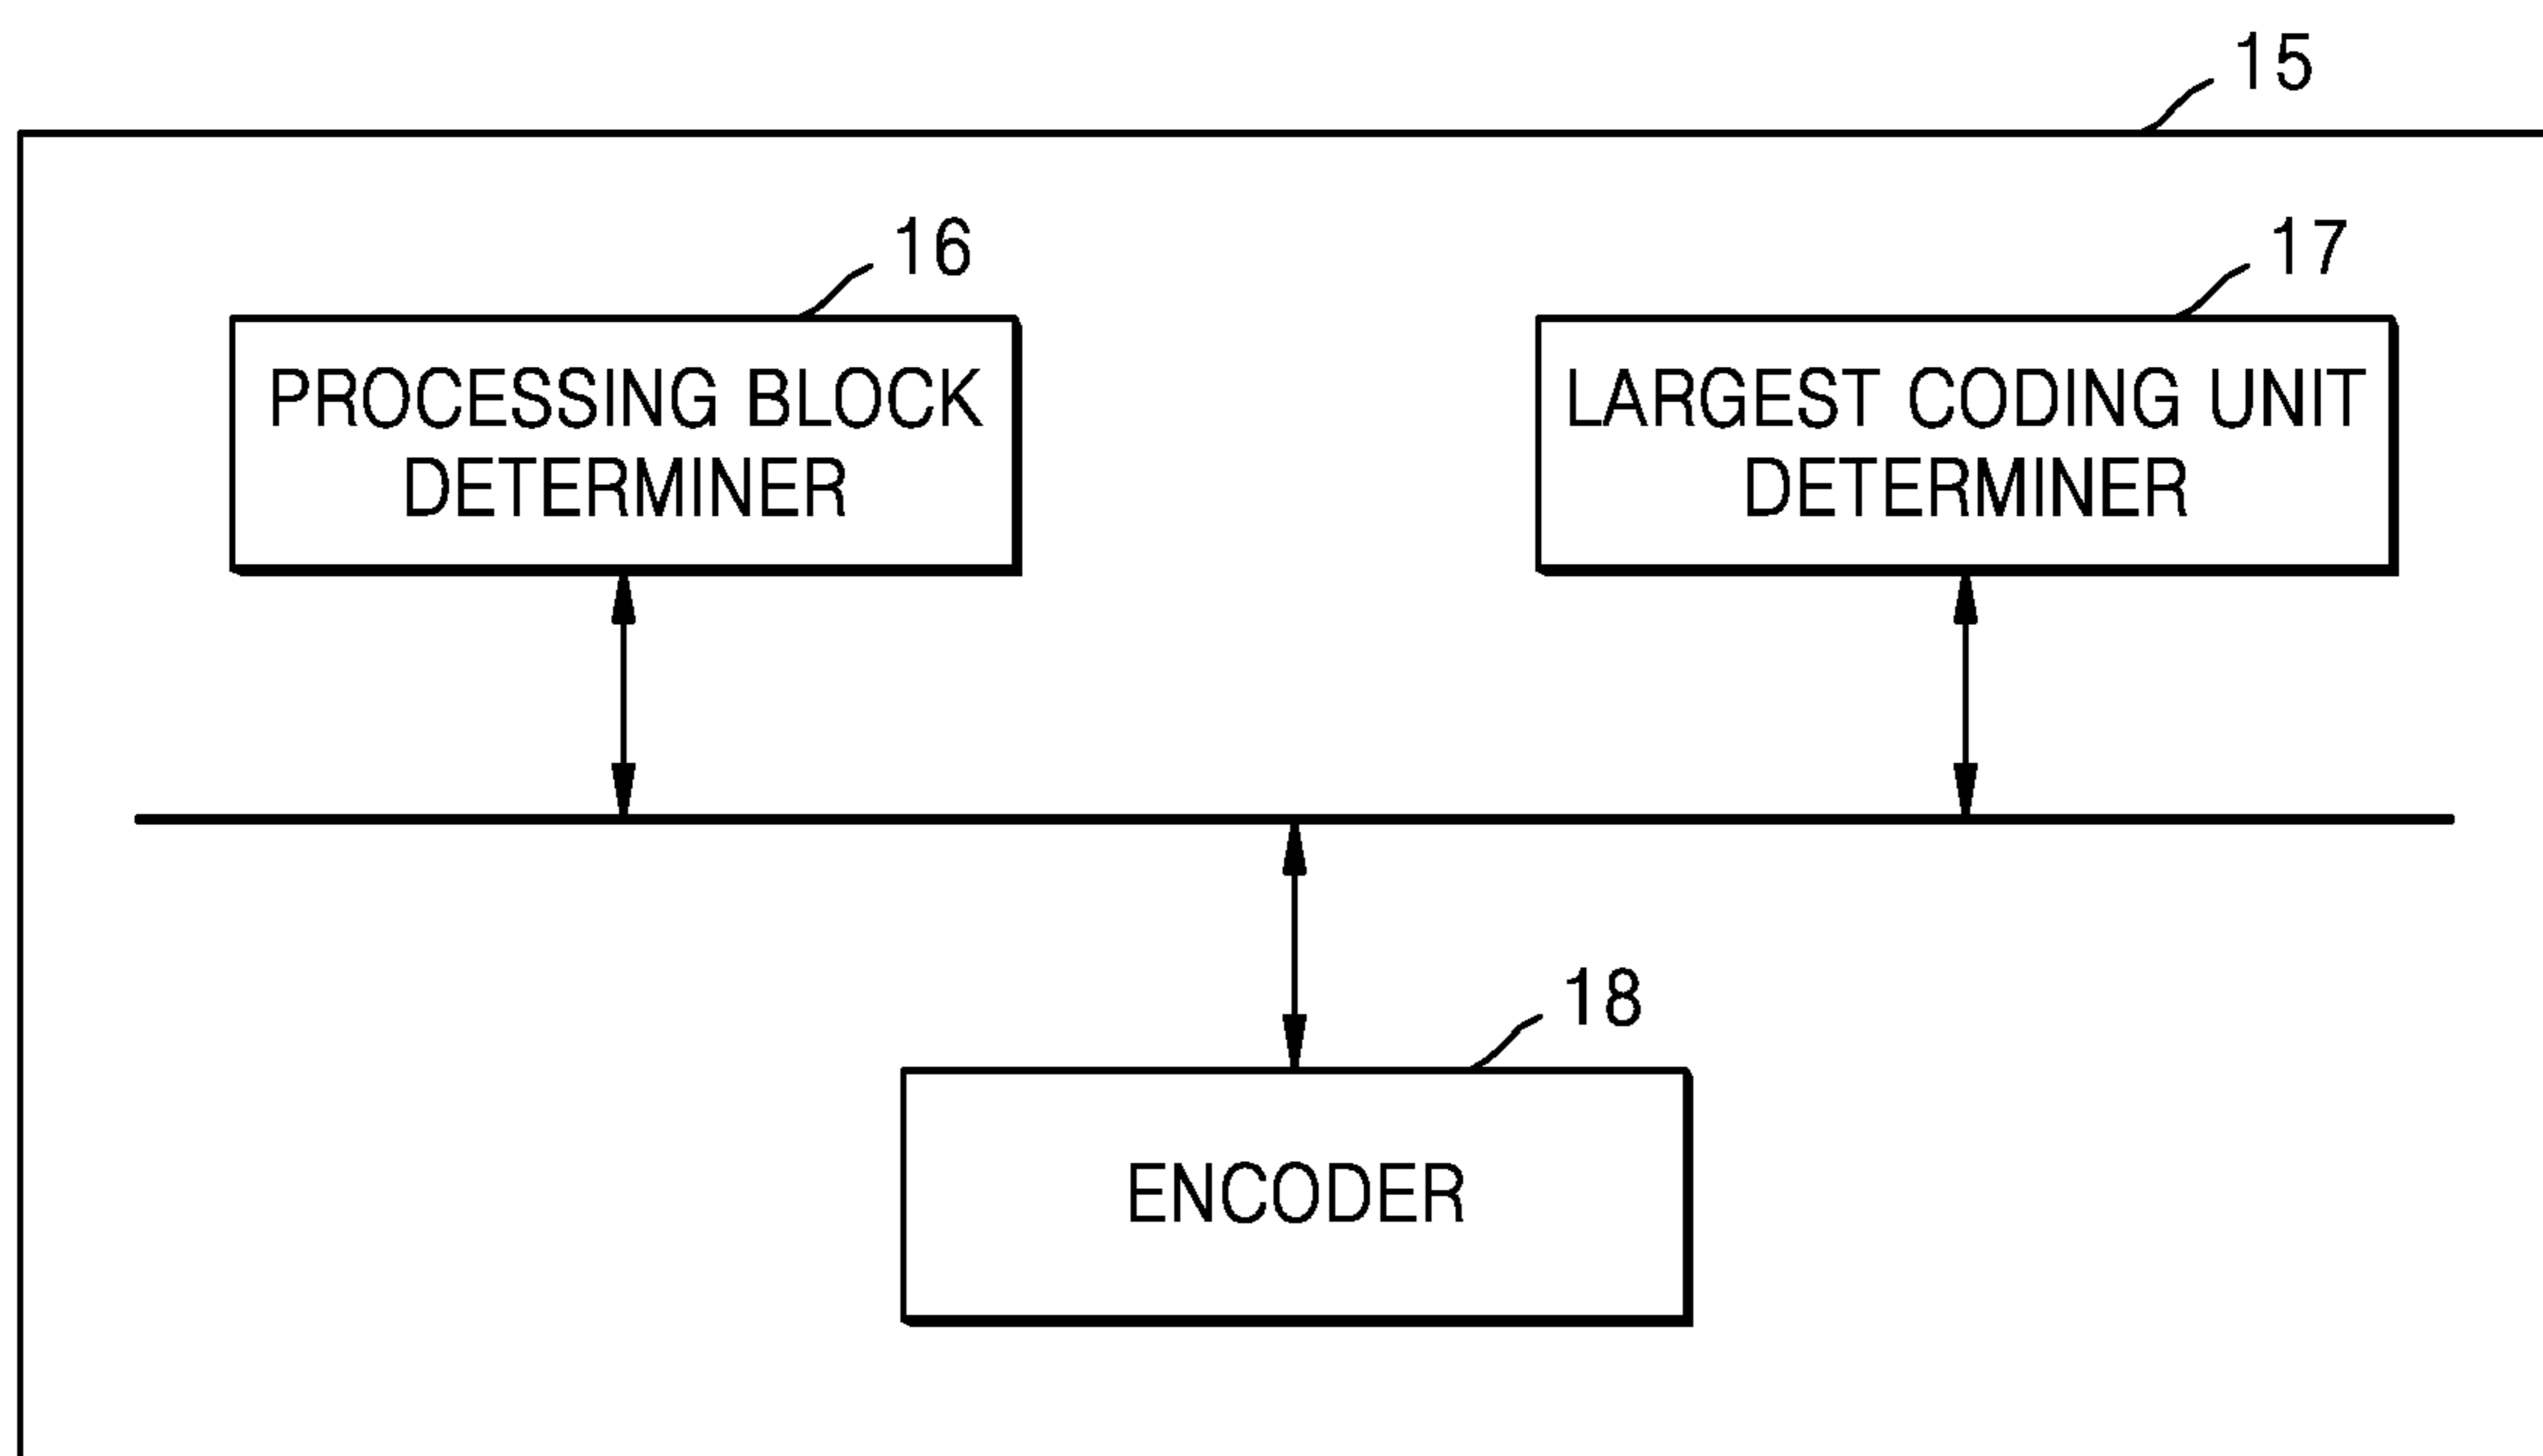 15
16
17
PROCESSING BLOCK
DETERMINER
LARGEST CODING UNIT
DETERMINER
18
ENCODER